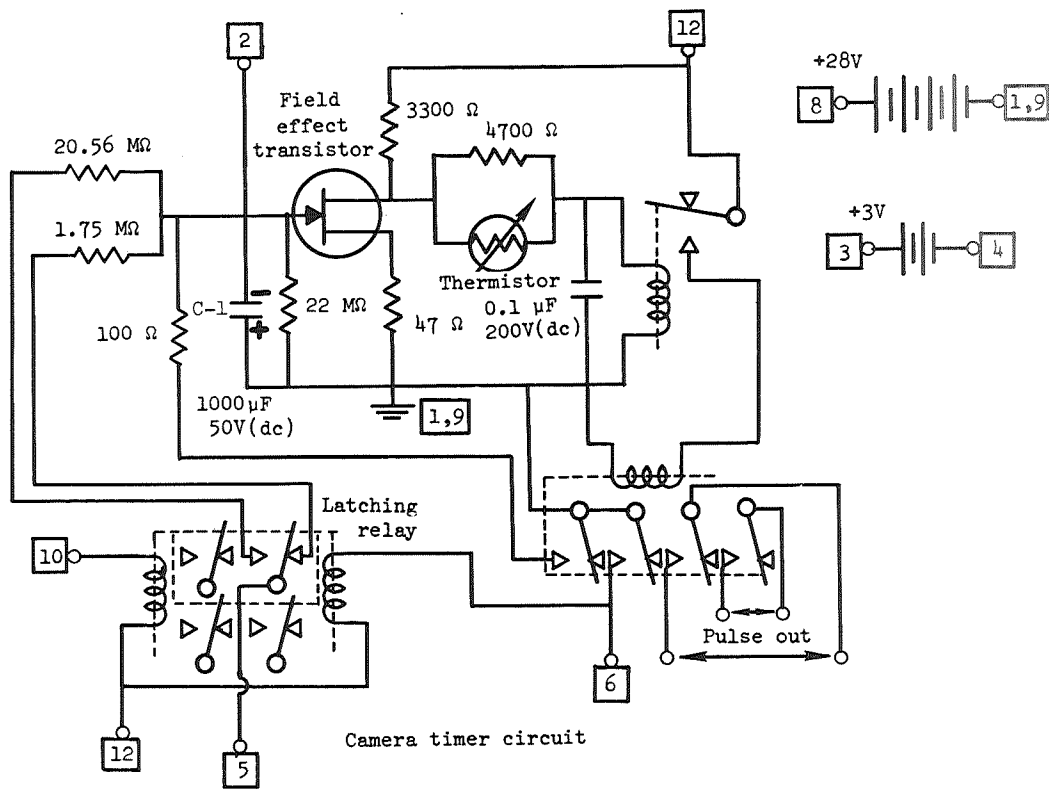 2
12
+28V
8
1,9
Field
effect
transistor
3300 Ω
4700 Ω
20.56 MΩ
1.75 MΩ
+3V
3
4
Thermistor
0.1 μF
200V(dc)
C-1
−
+
22 MΩ
47 Ω
100 Ω
1000μF
50V(dc)
1,9
Latching
relay
10
Pulse out
6
12
5
Camera timer circuit